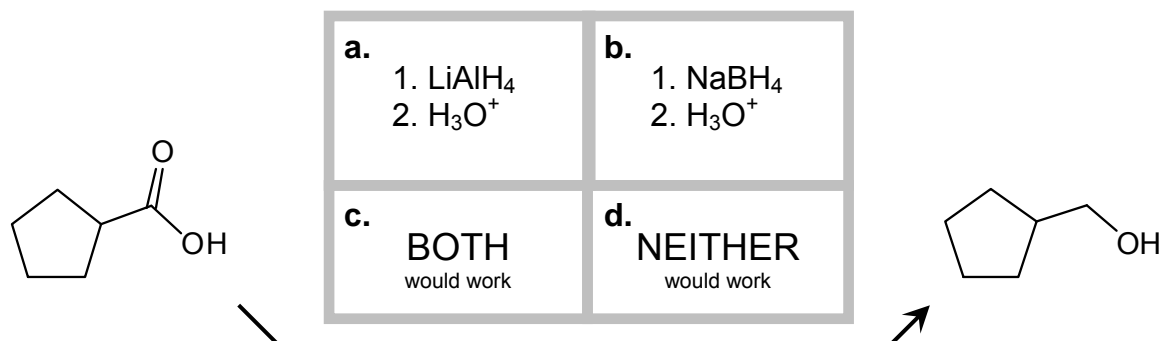 a.
1. LiAlH₄
2. H₃O⁺
b.
1. NaBH₄
2. H₃O⁺
O
OH
c.
BOTH
would work
d.
NEITHER
would work
OH